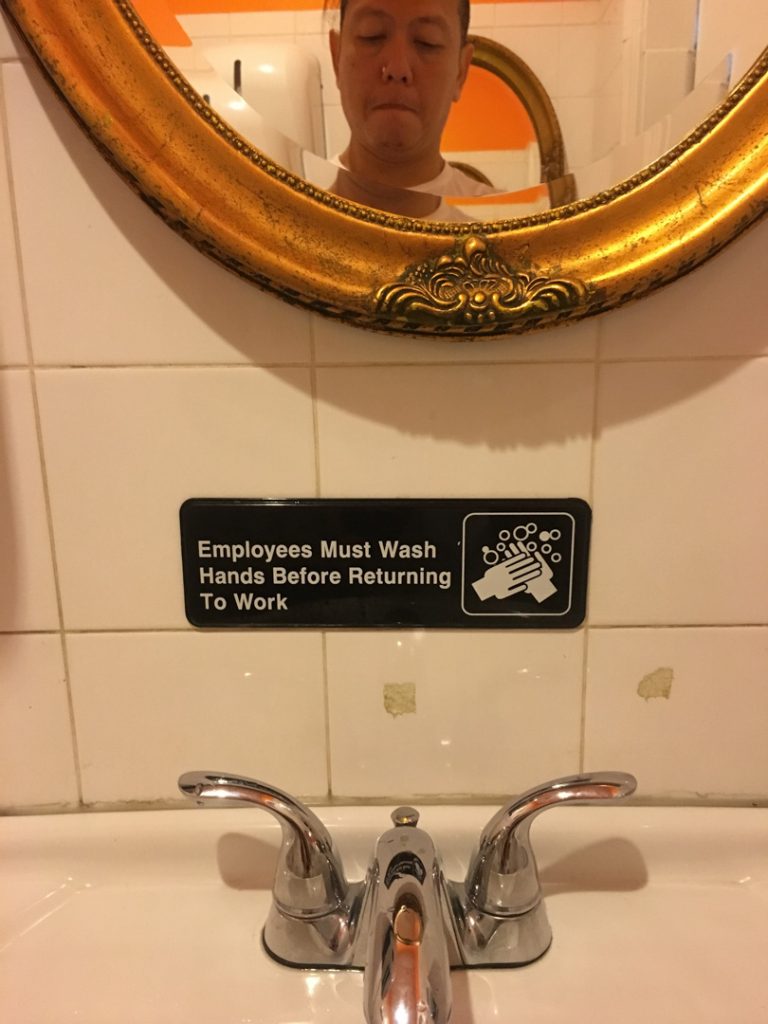 Employees Must Wash
Hands Before Returning
To Work